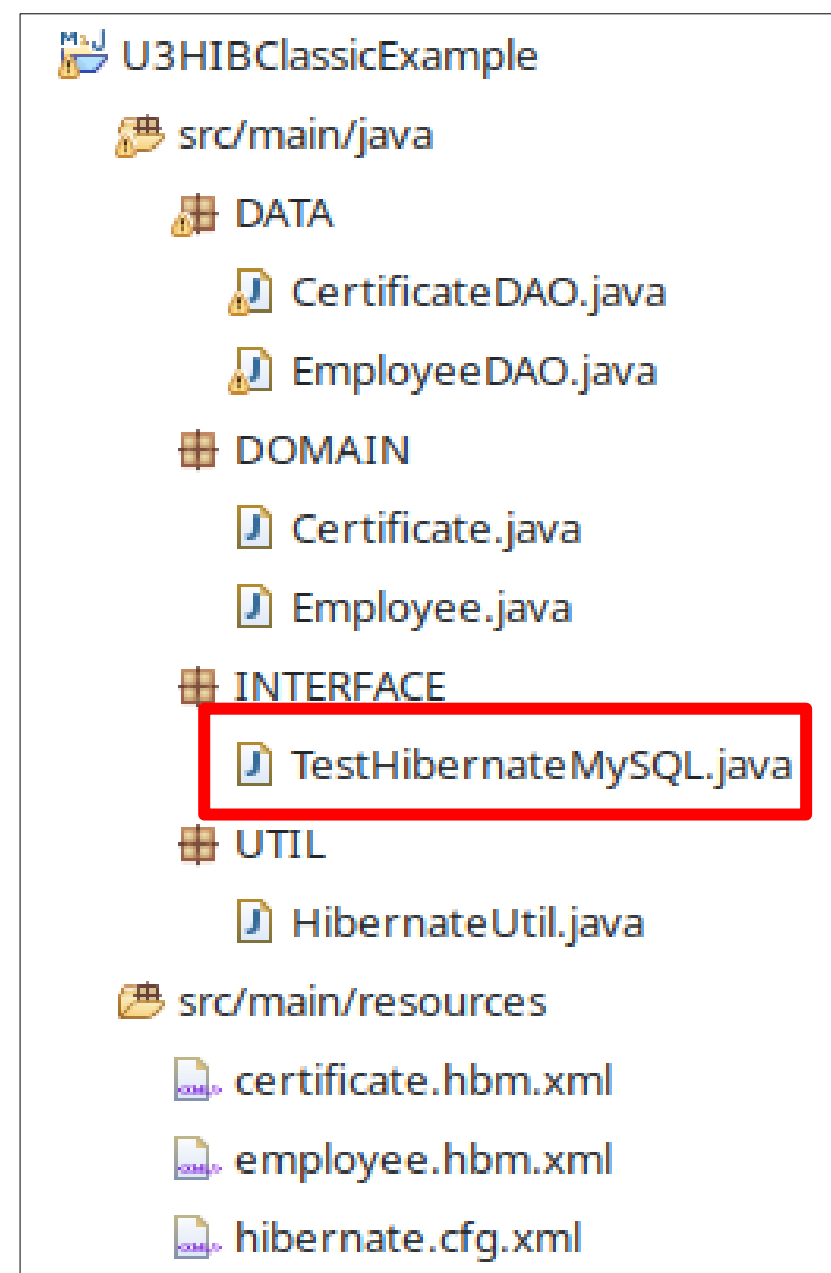 U3HIBClassicExample
src/main/java
DATA
CertificateDAO.java
EmployeeDAO.java
DOMAIN
Certificate.java
Employee.java
INTERFACE
TestHibernateMySQL.java
UTIL
HibernateUtil.java
src/main/resources
certificate.hbm.xml
employee.hbm.xml
hibernate.cfg.xml